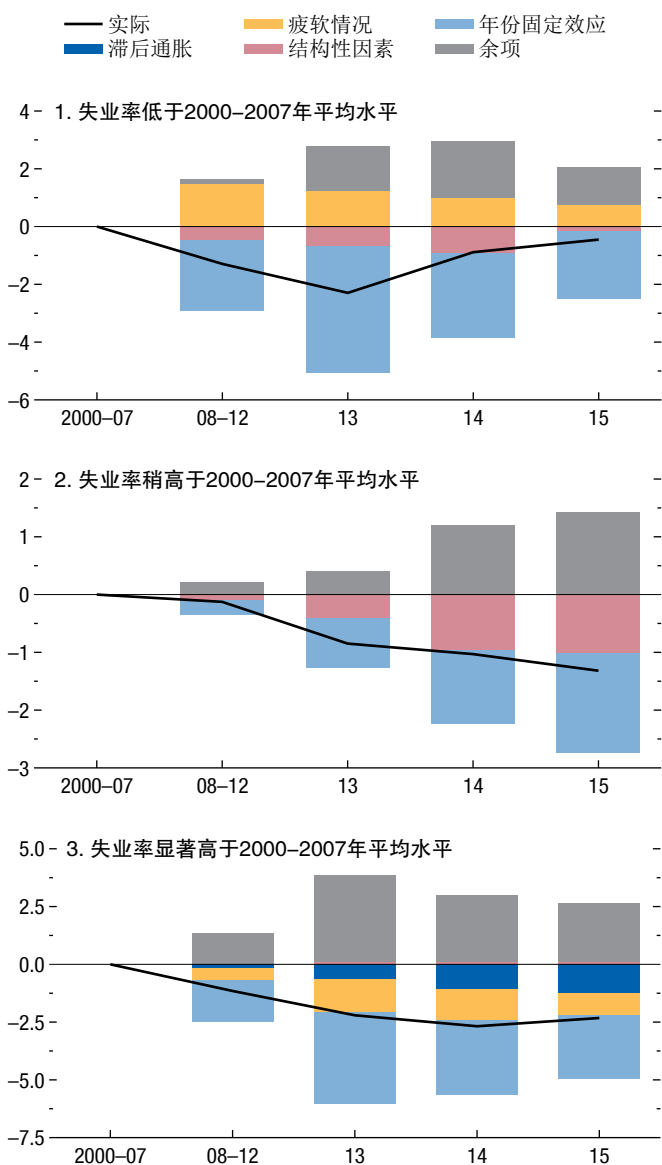 实际 疲软情况 年份固定效应
滞后通胀 结构性因素 余项
1. 失业率低于2000–2007年平均水平
4
2
0
–2
–4
–6
2000–07 08–12 13 14 15
2. 失业率稍高于2000–2007年平均水平
2
1
0
–1
–2
–3
2000–07 08–12 13 14 15
3. 失业率显著高于2000–2007年平均水平
5.0
2.5
0.0
–2.5
–5.0
–7.5
2000–07 08–12 13 14 15